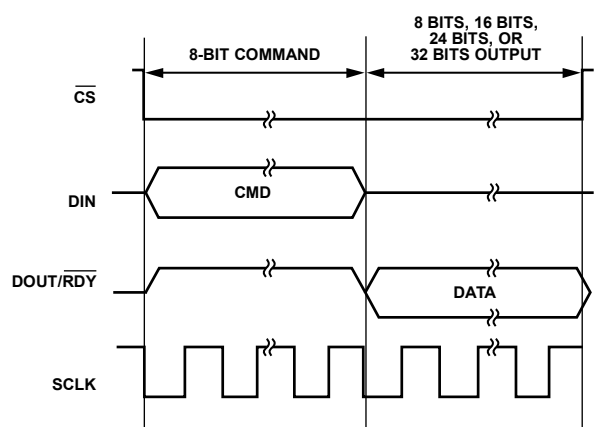 8 BITS, 16 BITS,
24 BITS, OR
32 BITS OUTPUT
8-BIT COMMAND
CS
DIN
CMD
DOUT/RDY
DATA
SCLK